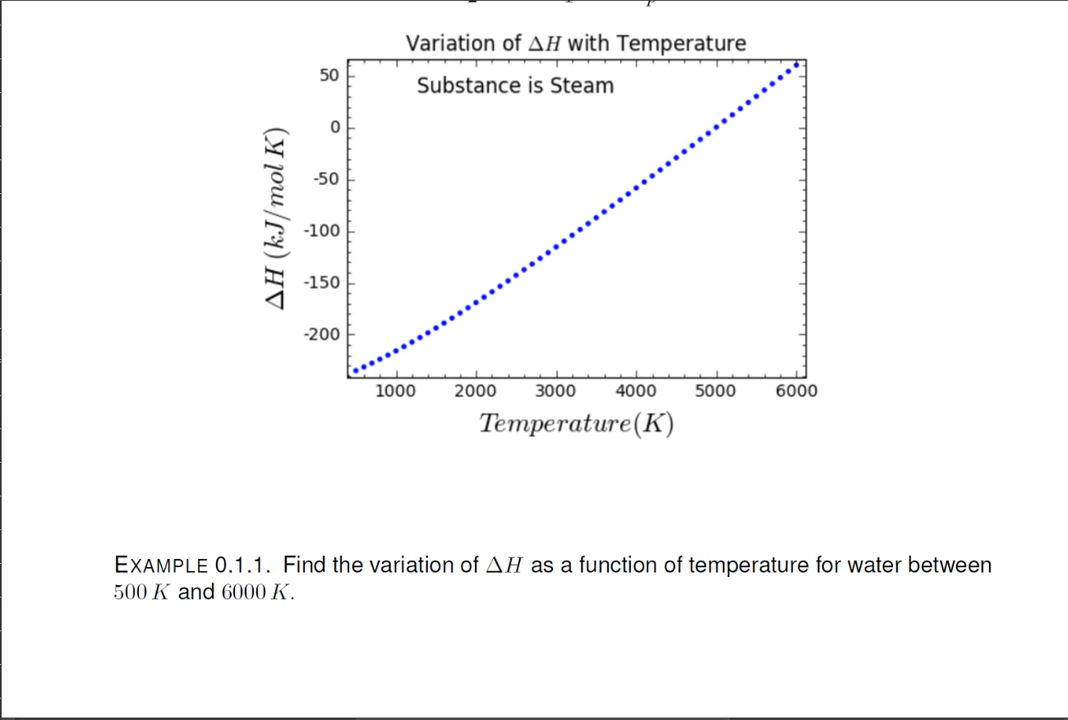 Variation of ΔH with Temperature
Substance is Steam
50
0
-50
-100
-150
-200
ΔH (kJ/mol K)
1000 2000 3000 4000 5000 6000
Temperature(K)
EXAMPLE 0.1.1. Find the variation of ΔH as a function of temperature for water between
500 K and 6000 K.